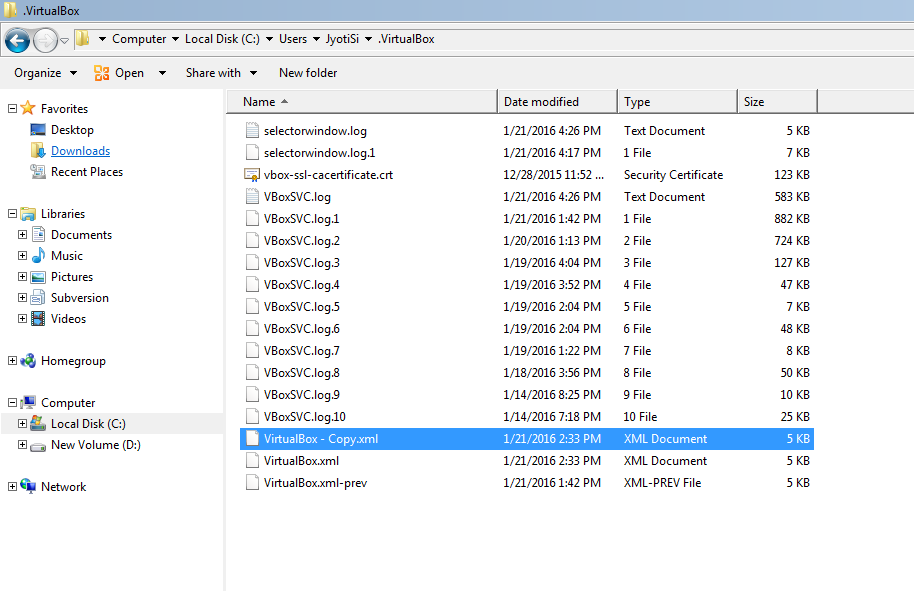 .VirtualBox
Computer Local Disk (C:) Users JyotiSi .VirtualBox
Organize Open Share with New folder
Favorites
Desktop
Downloads
Recent Places
Libraries
Documents
Music
Pictures
Subversion
Videos
Homegroup
Computer
Local Disk (C:)
New Volume (D:)
Network
Name Date modified Type Size
selectorwindow.log 1/21/2016 4:26 PM Text Document 5 KB
selectorwindow.log.1 1/21/2016 4:17 PM 1 File 7 KB
vbox-ssl-cacertificate.crt 12/28/2015 11:52 ... Security Certificate 123 KB
VBoxSVC.log 1/21/2016 4:26 PM Text Document 583 KB
VBoxSVC.log.1 1/21/2016 1:42 PM 1 File 882 KB
VBoxSVC.log.2 1/20/2016 1:13 PM 2 File 724 KB
VBoxSVC.log.3 1/19/2016 4:04 PM 3 File 127 KB
VBoxSVC.log.4 1/19/2016 3:52 PM 4 File 47 KB
VBoxSVC.log.5 1/19/2016 2:04 PM 5 File 7 KB
VBoxSVC.log.6 1/19/2016 2:04 PM 6 File 48 KB
VBoxSVC.log.7 1/19/2016 1:22 PM 7 File 8 KB
VBoxSVC.log.8 1/18/2016 3:56 PM 8 File 50 KB
VBoxSVC.log.9 1/14/2016 8:25 PM 9 File 10 KB
VBoxSVC.log.10 1/14/2016 7:18 PM 10 File 25 KB
VirtualBox - Copy.xml 1/21/2016 2:33 PM XML Document 5 KB
VirtualBox.xml 1/21/2016 2:33 PM XML Document 5 KB
VirtualBox.xml-prev 1/21/2016 1:42 PM XML-PREV File 5 KB